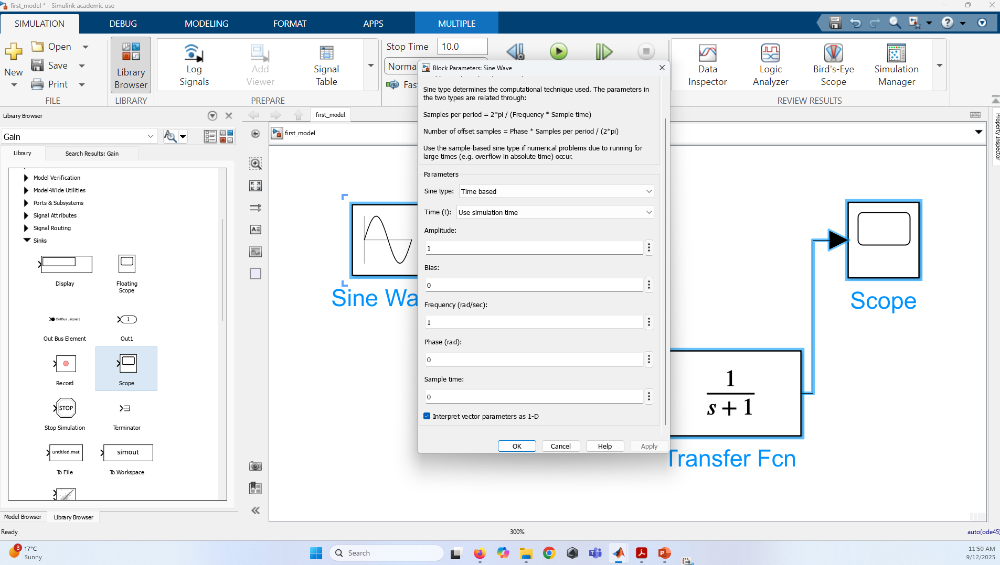 first_model * - Simulink academic use
SIMULATION
DEBUG
MODELING
FORMAT
APPS
MULTIPLE
New
Open
Save
Print
FILE
Library
Browser
LIBRARY
Log
Signals
Add
Viewer
Signal
Table
PREPARE
Stop Time
10.0
Norma
Fas
Data
Inspector
Logic
Analyzer
Bird's-Eye
Scope
Simulation
Manager
REVIEW RESULTS
Library Browser
Gain
Library
Search Results: Gain
Model Verification
Model-Wide Utilities
Ports & Subsystems
Signal Attributes
Signal Routing
Sinks
Display
Floating
Scope
OutBus . signal1
1
Out Bus Element
Out1
Record
Scope
STOP
Stop Simulation
Terminator
untitled.mat
simout
To File
To Workspace
Model Browser
Library Browser
Ready
first_model
first_model
Sine Wa
Block Parameters: Sine Wave
Sine type determines the computational technique used. The parameters in
the two types are related through:
Samples per period = 2*pi / (Frequency * Sample time)
Number of offset samples = Phase * Samples per period / (2*pi)
Use the sample-based sine type if numerical problems due to running for
large times (e.g. overflow in absolute time) occur.
Parameters
Sine type: Time based
Time (t): Use simulation time
Amplitude:
1
Bias:
0
Frequency (rad/sec):
1
Phase (rad):
0
Sample time:
0
Interpret vector parameters as 1-D
OK
Cancel
Help
Apply
Scope
1
s + 1
Transfer Fcn
Property Inspector
300%
auto(ode45)
3
17°C
Sunny
Search
11:50 AM
9/12/2025